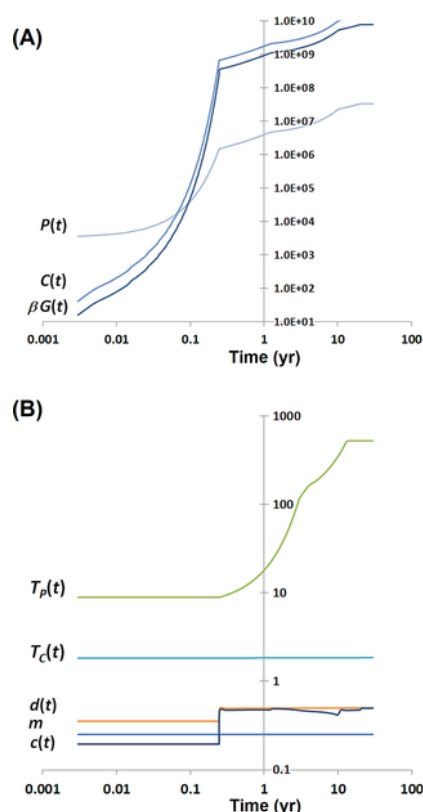 (A)
1.0E+10
1.0E+09
1.0E+08
1.0E+07
1.0E+06
1.0E+05
1.0E+04
1.0E+03
1.0E+02
1.0E+01
P(t)
C(t)
βG(t)
0.001 0.01 0.1 1 10 100
Time (yr)
(B)
1000
100
10
1
0.1
T_P(t)
T_C(t)
d(t)
m
c(t)
0.001 0.01 0.1 1 10 100
Time (yr)